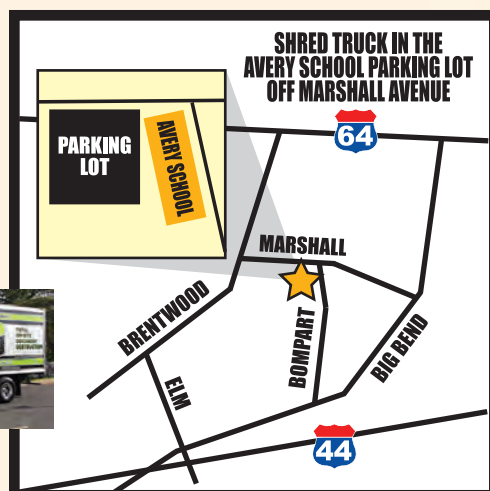 SHRED TRUCK IN THE
AVERY SCHOOL PARKING LOT
OFF MARSHALL AVENUE
64
PARKING
LOT
AVERY SCHOOL
MARSHALL
BRENTWOOD
BOMPART
BIG BEND
ELM
44